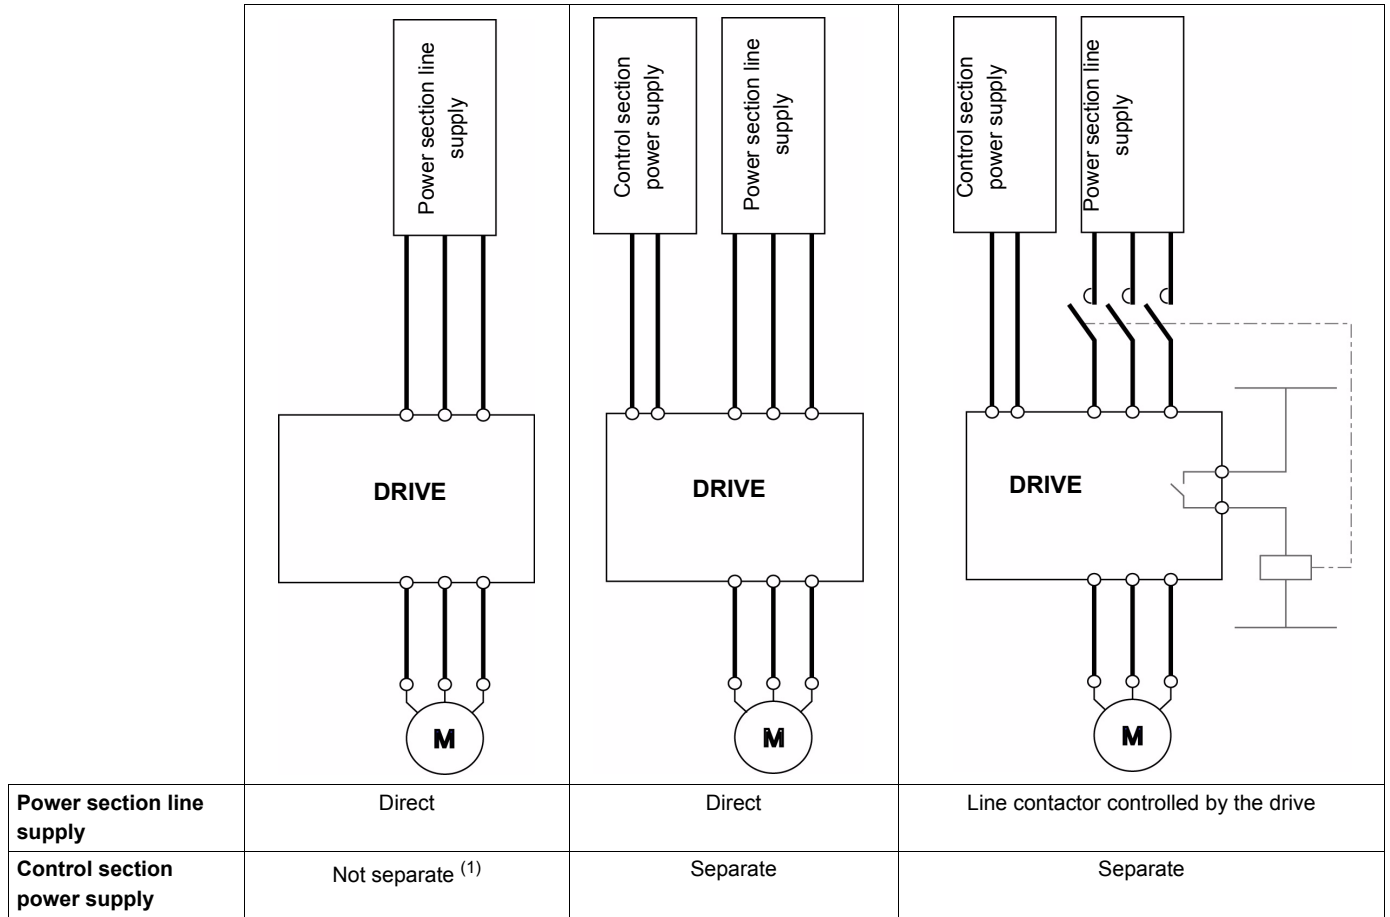 Power section line
supply
Control section
power supply
Power section line
supply
Control section
power supply
Power section line
supply
DRIVE
DRIVE
DRIVE
M
M
M
Power section line
supply
Direct
Direct
Line contactor controlled by the drive
Control section
power supply
Not separate (1)
Separate
Separate